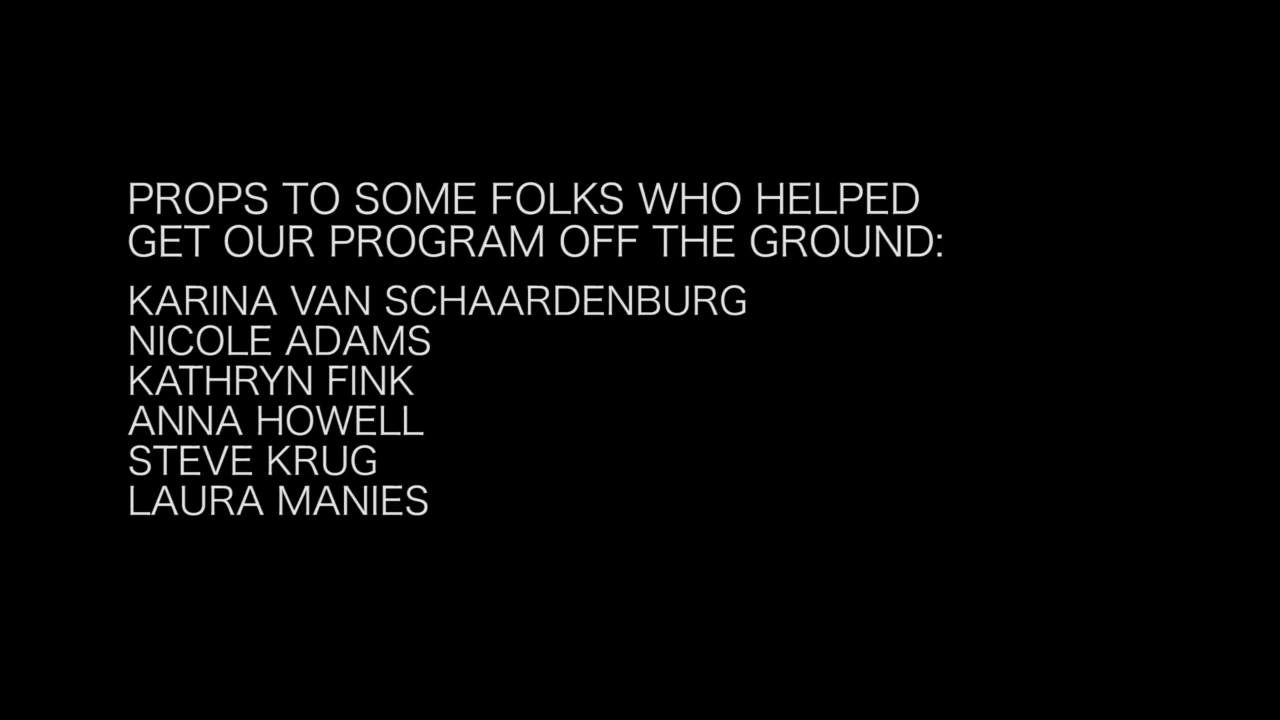 PROPS TO SOME FOLKS WHO HELPED
GET OUR PROGRAM OFF THE GROUND:
KARINA VAN SCHAARDENBURG
NICOLE ADAMS
KATHRYN FINK
ANNA HOWELL
STEVE KRUG
LAURA MANIES